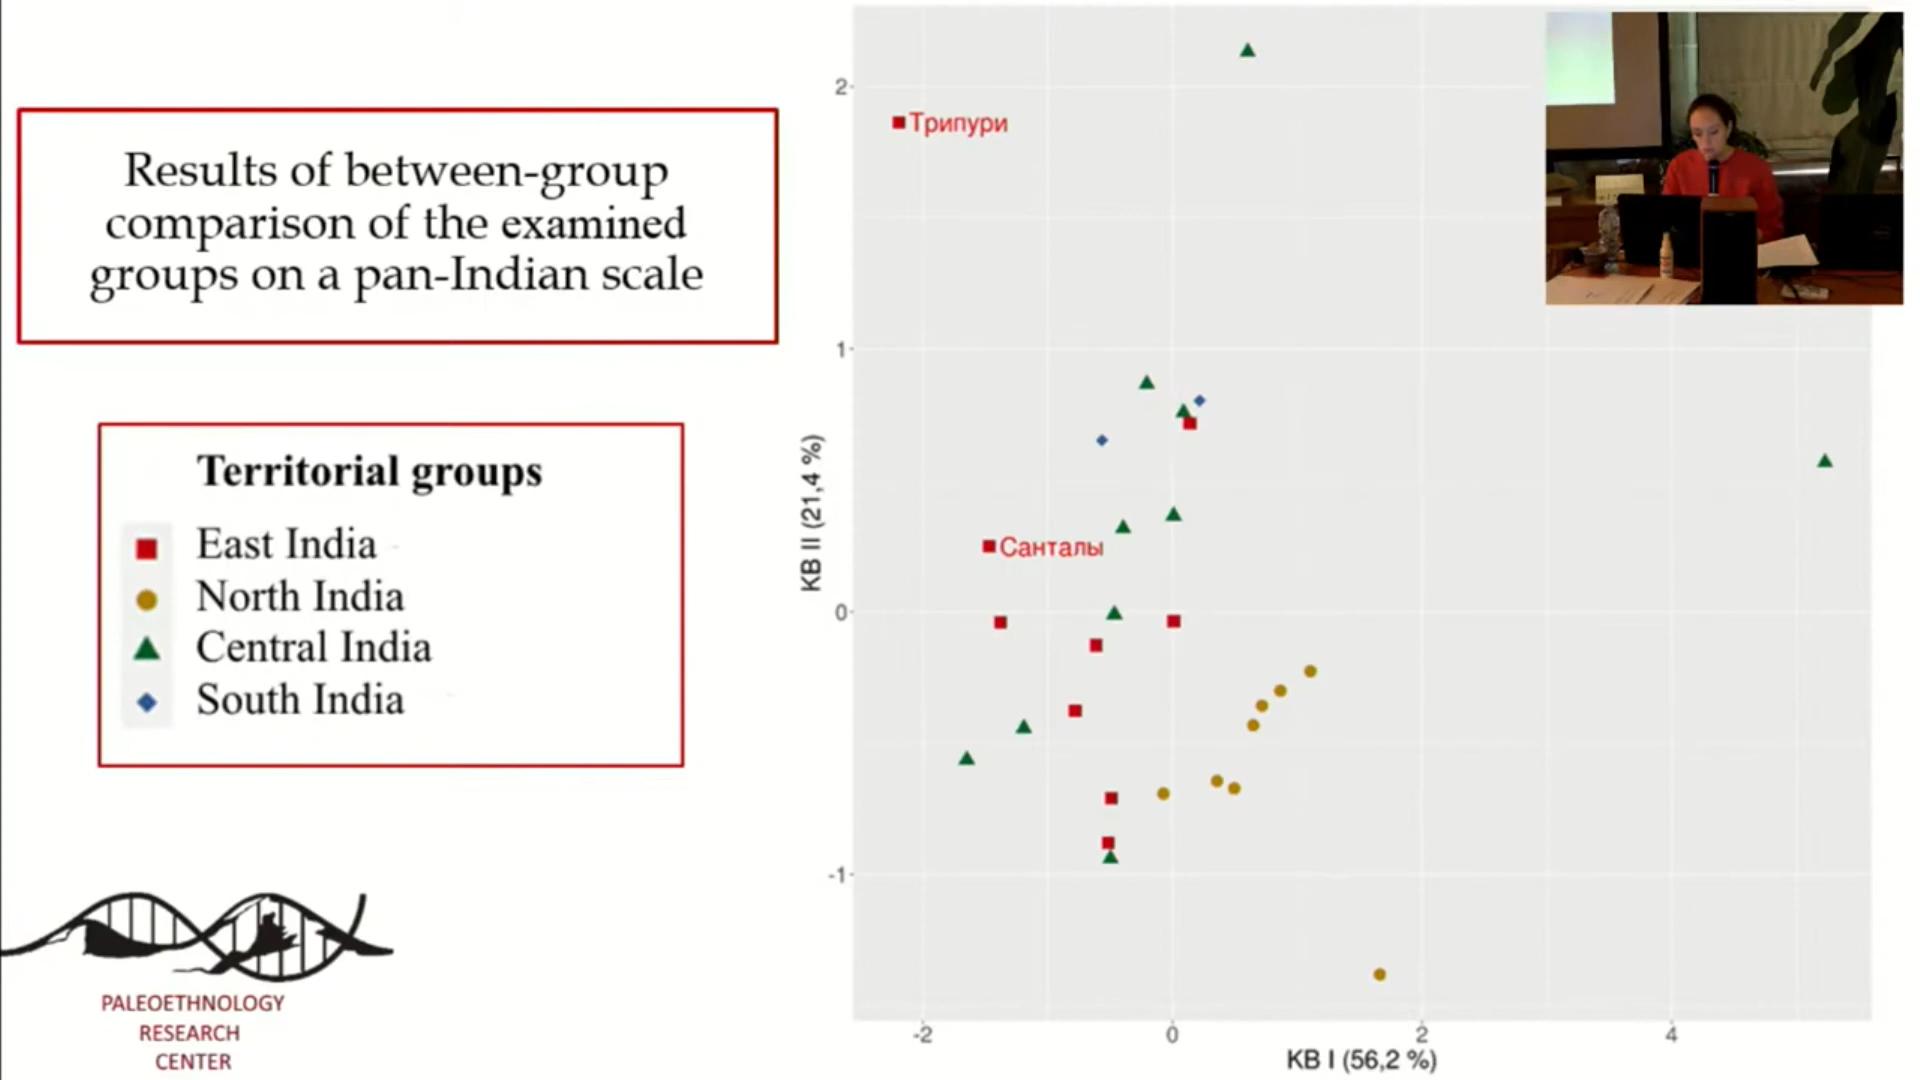 Results of between-group
comparison of the examined
groups on a pan-Indian scale
Territorial groups
East India
North India
Central India
South India
PALEOETHNOLOGY
RESEARCH
CENTER
Трипури
Санталы
КВ II (21,4 %)
2
1
0
-1
-2
0
2
4
КВ I (56,2 %)